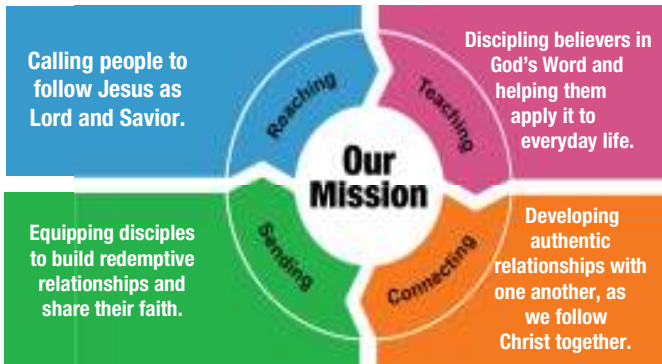 Calling people to
follow Jesus as
Lord and Savior.
Reaching
Discipling believers in
God's Word and
helping them
apply it to
everyday life.
Teaching
Our
Mission
Equipping disciples
to build redemptive
relationships and
share their faith.
Sending
Connecting
Developing
authentic
relationships with
one another, as
we follow
Christ together.